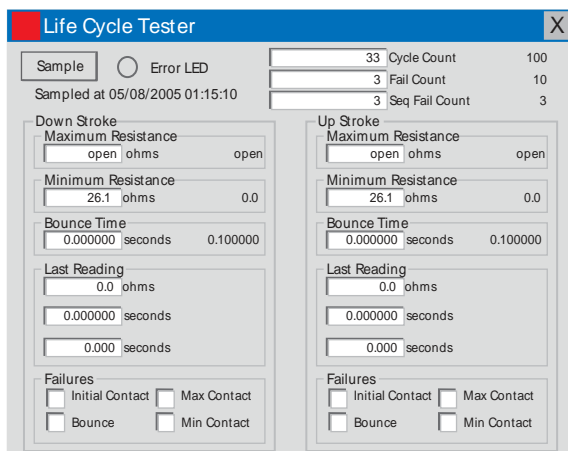 Life Cycle Tester X
Sample Error LED
Sampled at 05/08/2005 01:15:10
33 Cycle Count 100
3 Fail Count 10
3 Seq Fail Count 3
Down Stroke
Maximum Resistance
open ohms open
Minimum Resistance
26.1 ohms 0.0
Bounce Time
0.000000 seconds 0.100000
Last Reading
0.0 ohms
0.000000 seconds
0.000 seconds
Failures
Initial Contact Max Contact
Bounce Min Contact
Up Stroke
Maximum Resistance
open ohms open
Minimum Resistance
26.1 ohms 0.0
Bounce Time
0.000000 seconds 0.100000
Last Reading
0.0 ohms
0.000000 seconds
0.000 seconds
Failures
Initial Contact Max Contact
Bounce Min Contact